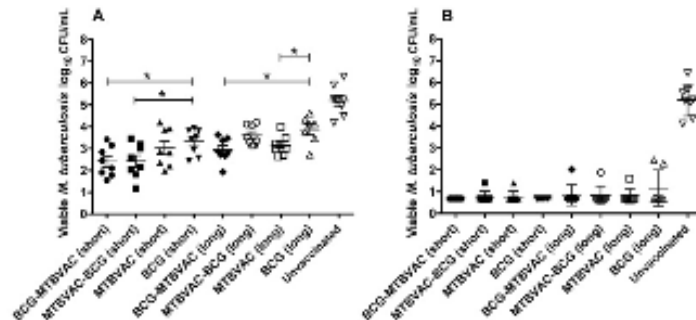 A
B
Viable M. tuberculosis log10 CFU/mL
8
7
6
5
4
3
2
1
0
*
*
*
*
BCG-MTBVAC (short)
MTBVAC-BCG (short)
MTBVAC (short)
BCG (short)
BCG-MTBVAC (long)
MTBVAC-BCG (long)
MTBVAC (long)
BCG (long)
Unvaccinated
Viable M. tuberculosis log10 CFU/mL
8
7
6
5
4
3
2
1
0
BCG-MTBVAC (short)
MTBVAC-BCG (short)
MTBVAC (short)
BCG (short)
BCG-MTBVAC (long)
MTBVAC-BCG (long)
MTBVAC (long)
BCG (long)
Unvaccinated